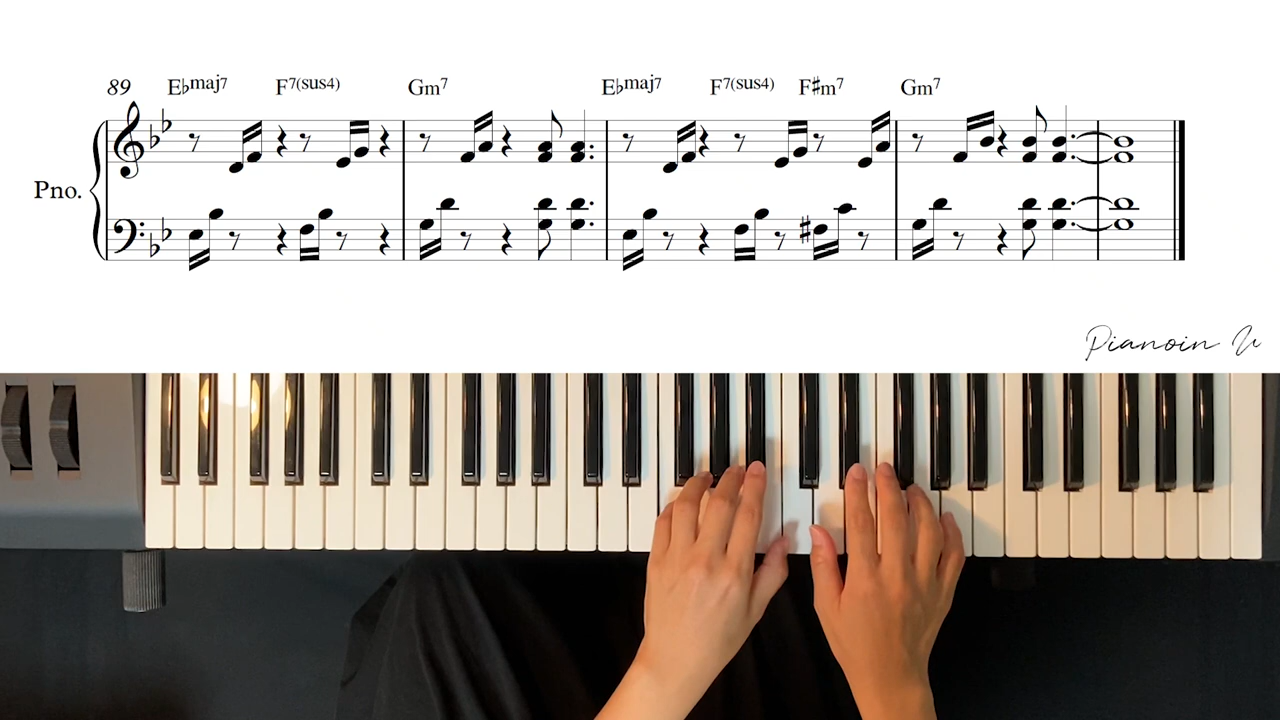 89 E♭maj7 F7(sus4) Gm7 E♭maj7 F7(sus4) F♯m7 Gm7
Pno.
Pianoin U